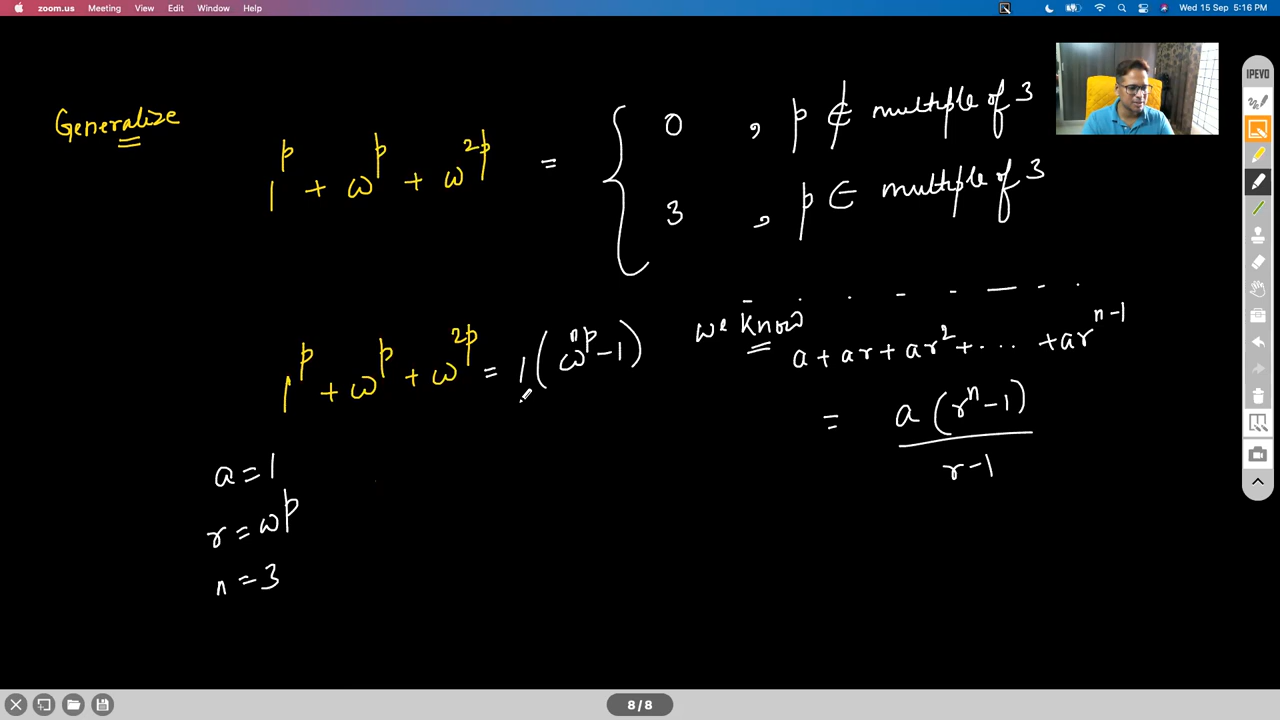 zoom.us Meeting View Edit Window Help Wed 15 Sep 5:16 PM
IPEVO
Generalize
1^p + ω^p + ω^2p = { 0 , p ∉ multiple of 3
3 , p ∈ multiple of 3
we know
a + ar + ar^2 + ... + ar^n-1
1^p + ω^p + ω^2p = 1(ω^np - 1)
= a(r^n - 1)
r - 1
a = 1
r = ω^p
n = 3
8 / 8